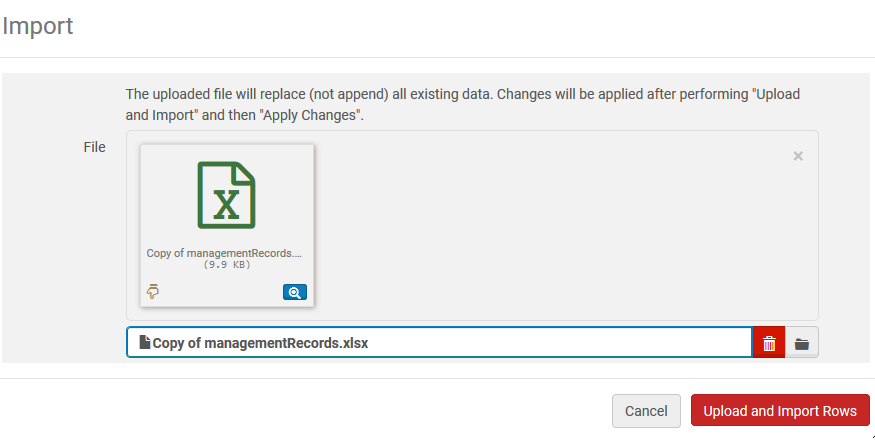 Import
The uploaded file will replace (not append) all existing data. Changes will be applied after performing "Upload
and Import" and then "Apply Changes".
File
×
X
Copy of managementRecords....
(9.9 KB)
Copy of managementRecords.xlsx
Cancel
Upload and Import Rows